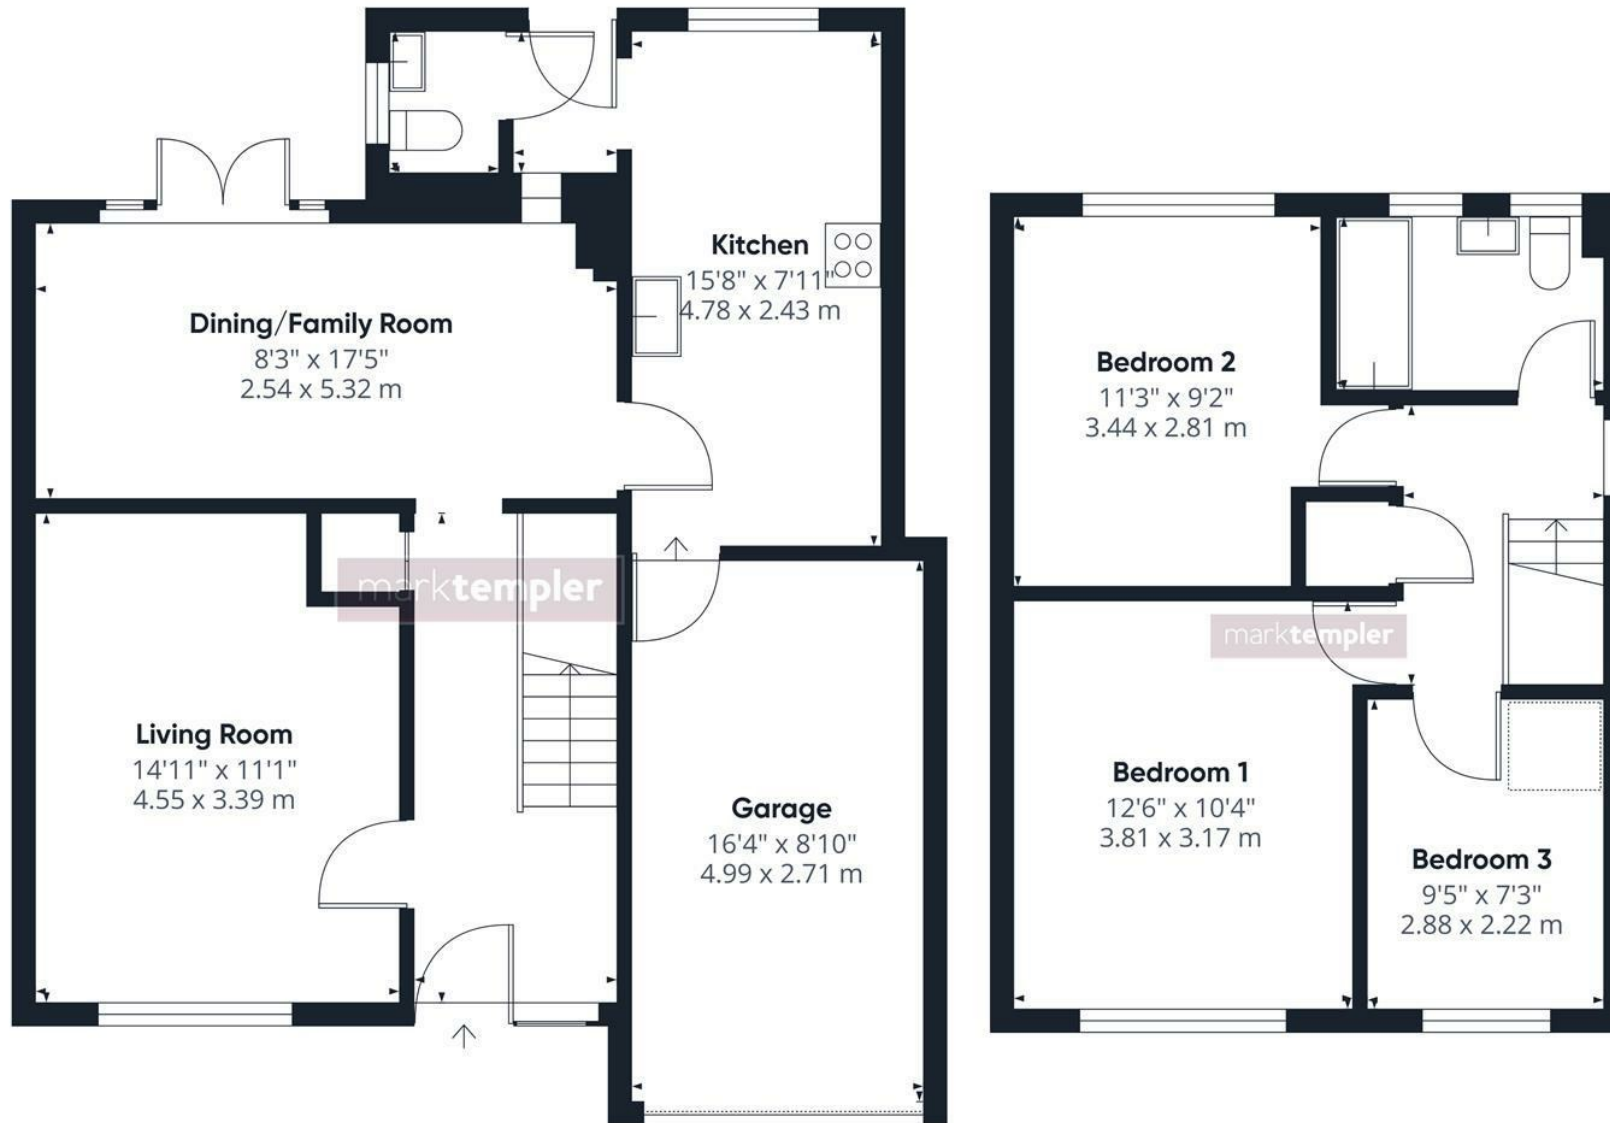 Kitchen
15'8" x 7'11"
4.78 x 2.43 m
Dining/Family Room
8'3" x 17'5"
2.54 x 5.32 m
marktempler
Living Room
14'11" x 11'1"
4.55 x 3.39 m
Garage
16'4" x 8'10"
4.99 x 2.71 m
Bedroom 2
11'3" x 9'2"
3.44 x 2.81 m
marktempler
Bedroom 1
12'6" x 10'4"
3.81 x 3.17 m
Bedroom 3
9'5" x 7'3"
2.88 x 2.22 m